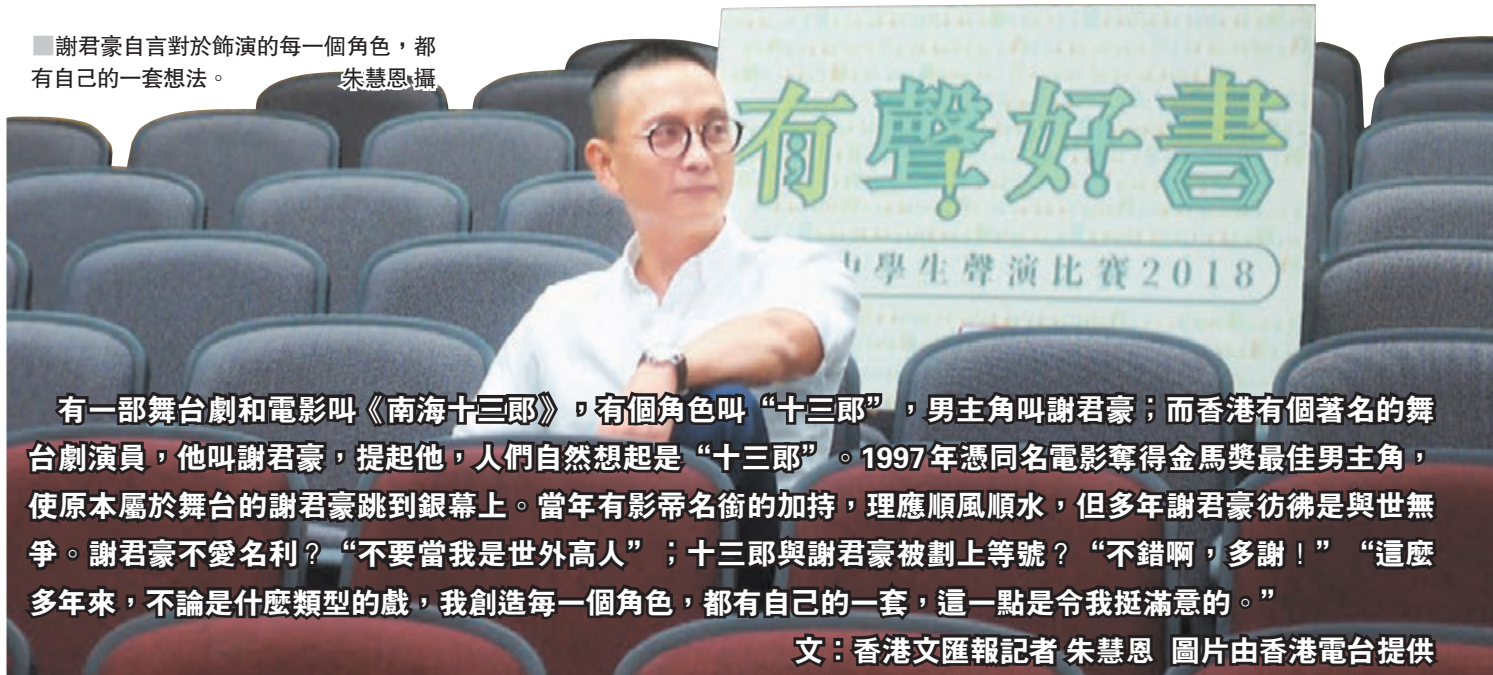 ■謝君豪自言對於飾演的每一個角色，都
有自己的一套想法。 朱慧恩 攝
有聲好書
中學生聲演比賽2018
有一部舞台劇和電影叫《南海十三郎》，有個角色叫“十三郎”，男主角叫謝君豪；而香港有個著名的舞
台劇演員，他叫謝君豪，提起他，人們自然想起是“十三郎”。1997年憑同名電影奪得金馬獎最佳男主角，
使原本屬於舞台的謝君豪跳到銀幕上。當年有影帝名銜的加持，理應順風順水，但多年謝君豪彷彿是與世無
爭。謝君豪不愛名利？“不要當我是世外高人”；十三郎與謝君豪被劃上等號？“不錯啊，多謝！”“這麼
多年來，不論是什麼類型的戲，我創造每一個角色，都有自己的一套，這一點是令我挺滿意的。”
文：香港文匯報記者 朱慧恩 圖片由香港電台提供